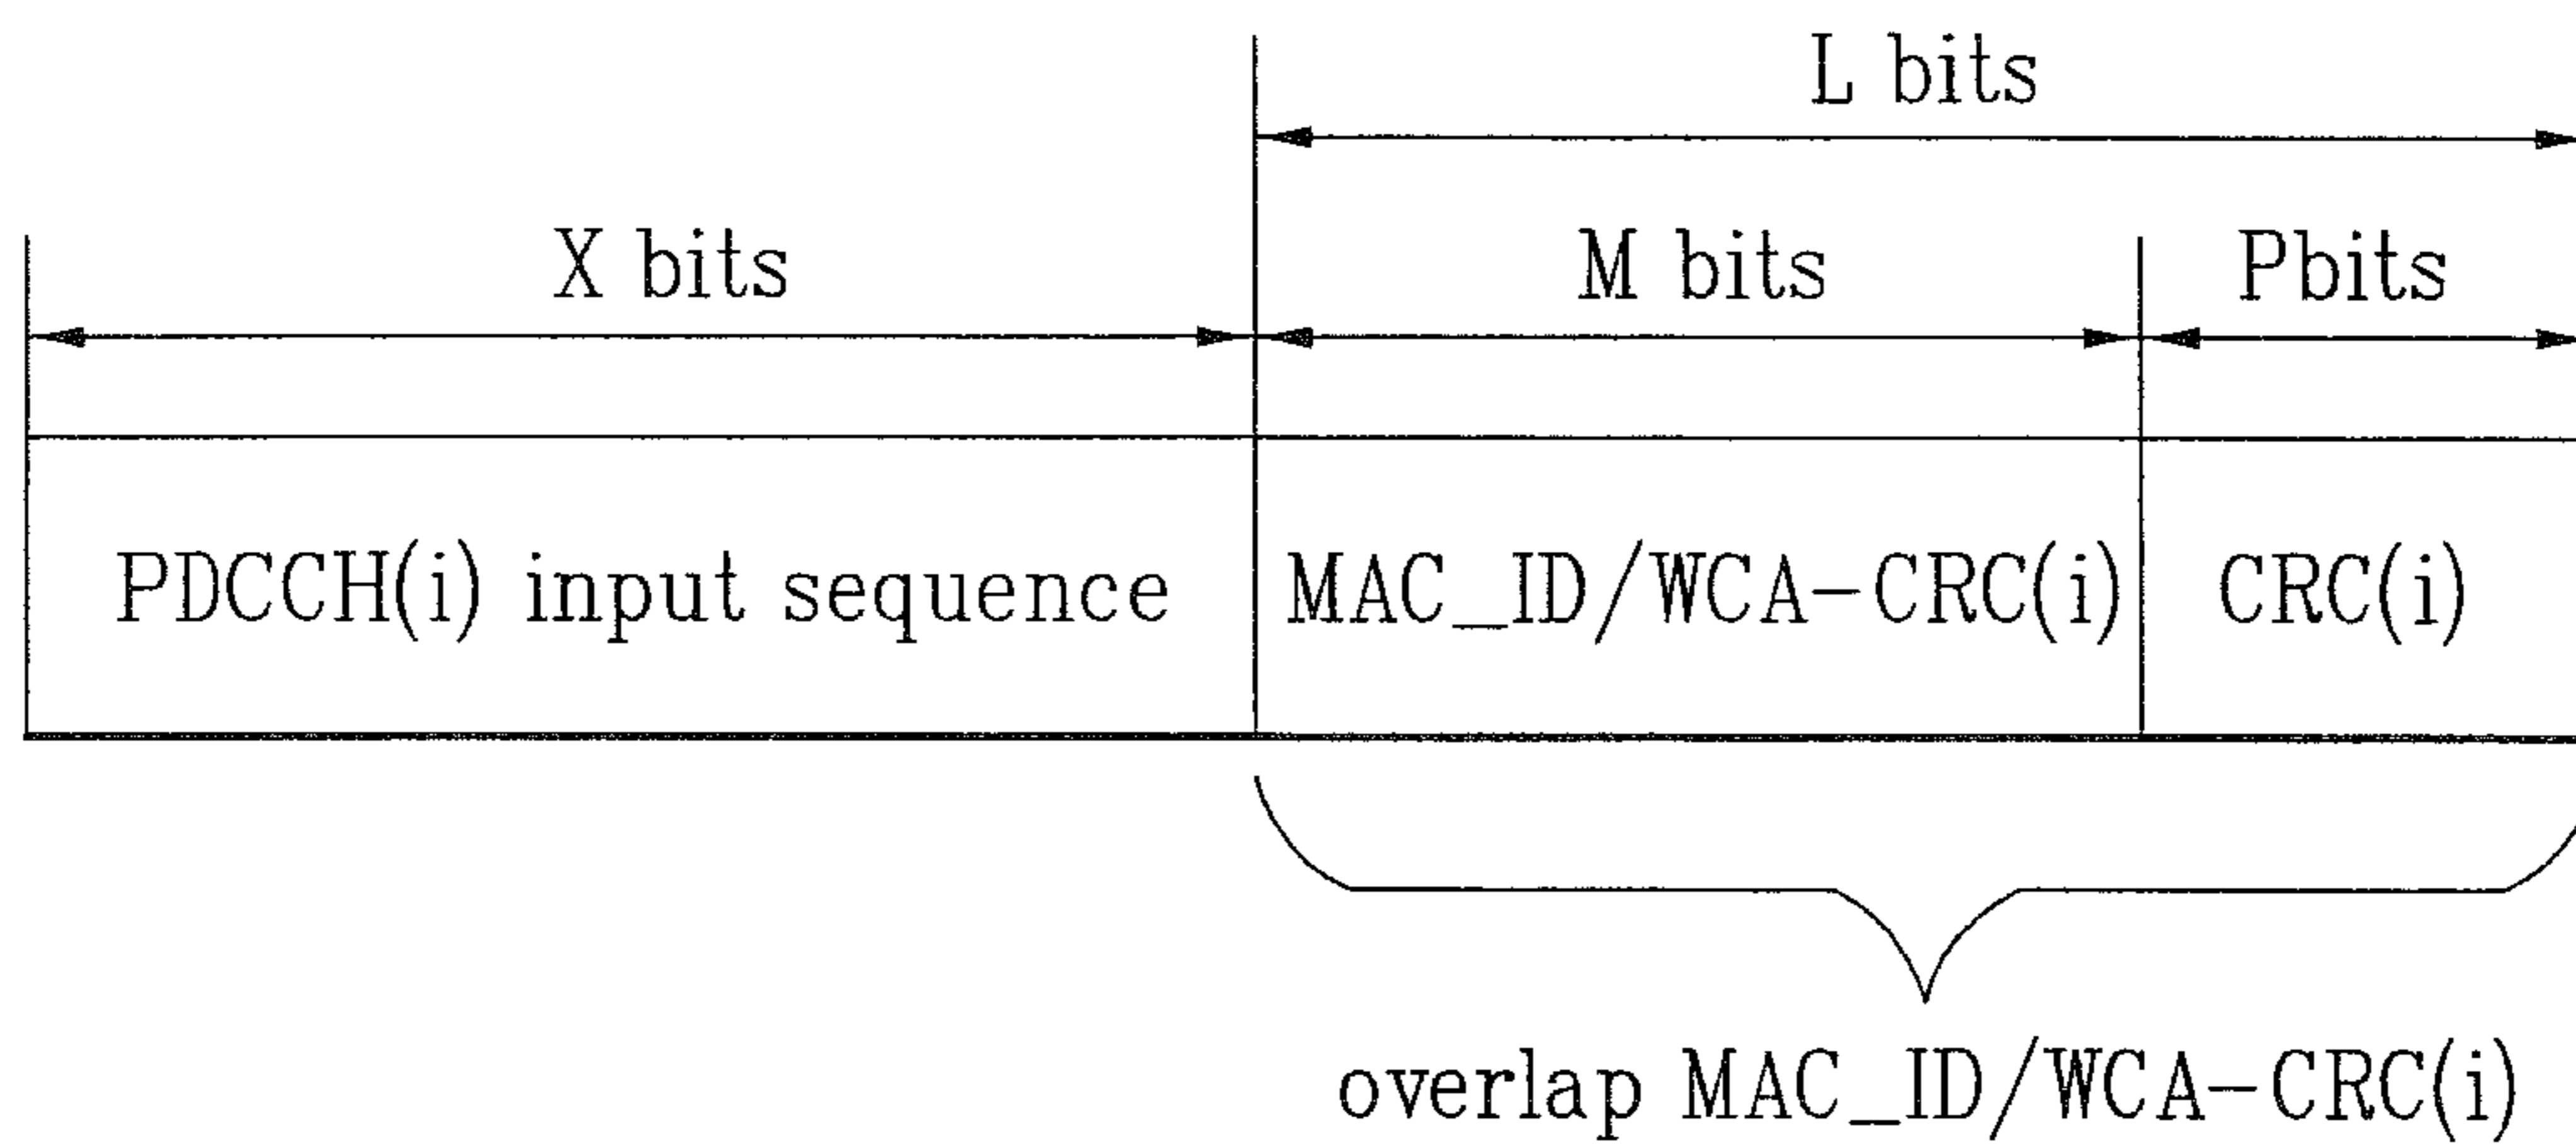 L bits
X bits M bits Pbits
PDCCH(i) input sequence MAC_ID/WCA-CRC(i) CRC(i)
overlap MAC_ID/WCA-CRC(i)